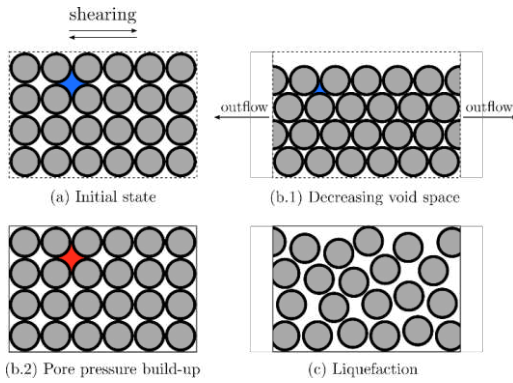 shearing
outflow
outflow
(a) Initial state
(b.1) Decreasing void space
(b.2) Pore pressure build-up
(c) Liquefaction